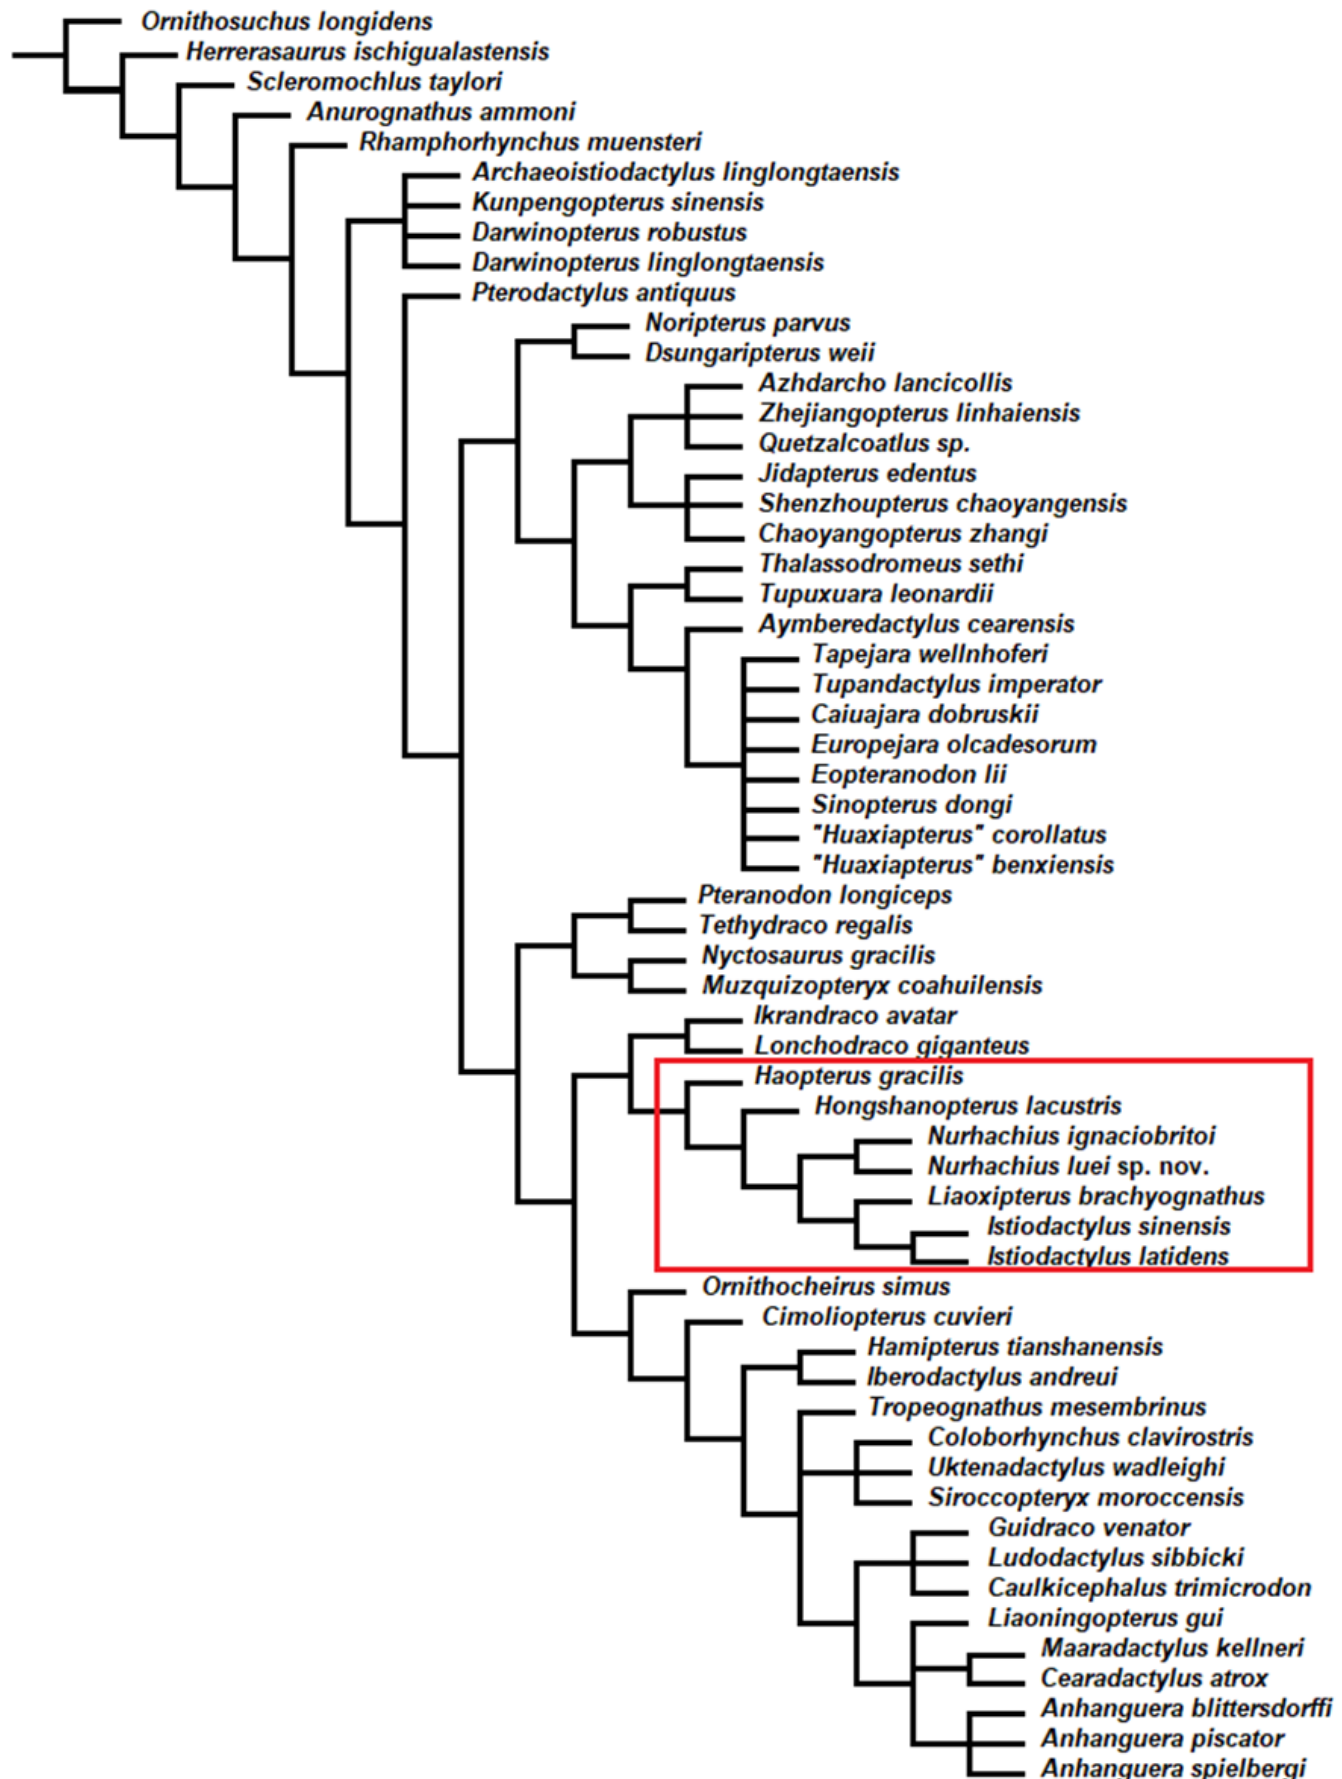 Ornithosuchus longidens
Herrerasaurus ischigualastensis
Scleromochlus taylori
Anurognathus ammoni
Rhamphorhynchus muensteri
Archaeoistiodactylus linglongtaensis
Kunpengopterus sinensis
Darwinopterus robustus
Darwinopterus linglongtaensis
Pterodactylus antiquus
Noripterus parvus
Dsungaripterus weii
Azhdarcho lancicollis
Zhejiangopterus linhaiensis
Quetzalcoatlus sp.
Jidapterus edentus
Shenzhoupterus chaoyangensis
Chaoyangopterus zhangi
Thalassodromeus sethi
Tupuxuara leonardii
Aymberedactylus cearensis
Tapejara wellnhoferi
Tupandactylus imperator
Caiuajara dobruskii
Europejara olcadesorum
Eopteranodon lii
Sinopterus dongi
"Huaxiapterus" corollatus
"Huaxiapterus" benxiensis
Pteranodon longiceps
Tethydraco regalis
Nyctosaurus gracilis
Muzquizopteryx coahuilensis
Ikrandraco avatar
Lonchodraco giganteus
Haopterus gracilis
Hongshanopterus lacustris
Nurhachius ignaciobritoi
Nurhachius luei sp. nov.
Liaoxipterus brachyognathus
Istiodactylus sinensis
Istiodactylus latidens
Ornithocheirus simus
Cimoliopterus cuvieri
Hamipterus tianshanensis
Iberodactylus andreui
Tropeognathus mesembrinus
Coloborhynchus clavirostris
Uktenadactylus wadleighi
Siroccopteryx moroccensis
Guidraco venator
Ludodactylus sibbicki
Caulkicephalus trimicrodon
Liaoningopterus gui
Maaradactylus kellneri
Cearadactylus atrox
Anhanguera blittersdorffi
Anhanguera piscator
Anhanguera spielbergi